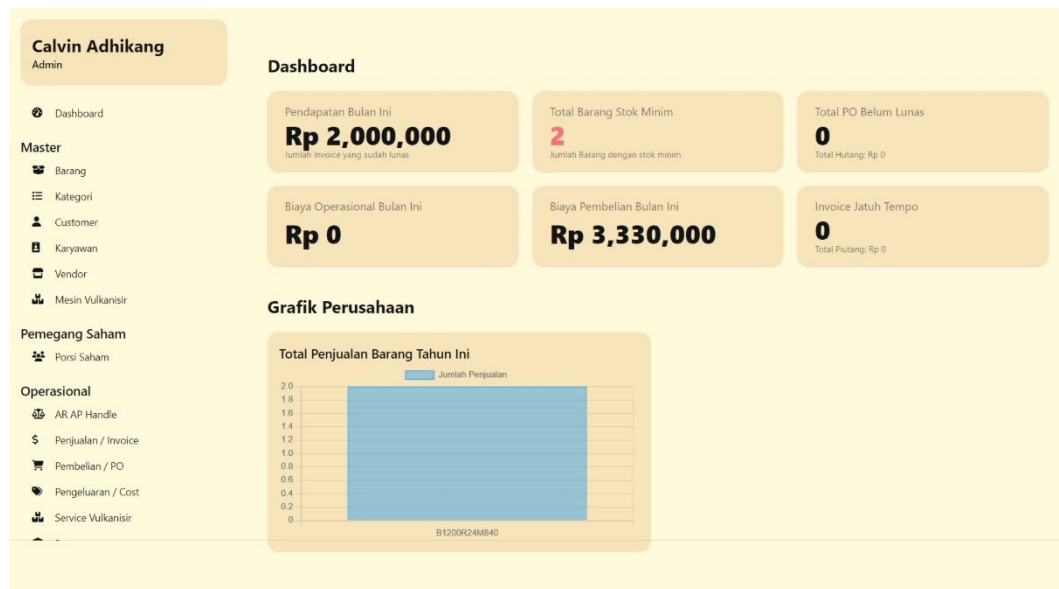 Calvin Adhikang
Admin
Dashboard
Master
Barang
Kategori
Customer
Karyawan
Vendor
Mesin Vulkanisir
Pemegang Saham
Porsi Saham
Operasional
AR AP Handle
Penjualan / Invoice
Pembelian / PO
Pengeluaran / Cost
Service Vulkanisir
Dashboard
Pendapatan Bulan Ini
Rp 2,000,000
Jumlah Invoice yang sudah lunas
Total Barang Stok Minim
2
Jumlah Barang dengan stok minim
Total PO Belum Lunas
0
Total Hutang: Rp 0
Biaya Operasional Bulan Ini
Rp 0
Biaya Pembelian Bulan Ini
Rp 3,330,000
Invoice Jatuh Tempo
0
Total Piutang: Rp 0
Grafik Perusahaan
Total Penjualan Barang Tahun Ini
Jumlah Penjualan
2.0
1.8
1.6
1.4
1.2
1.0
0.8
0.6
0.4
0.2
0
B1200R24M840